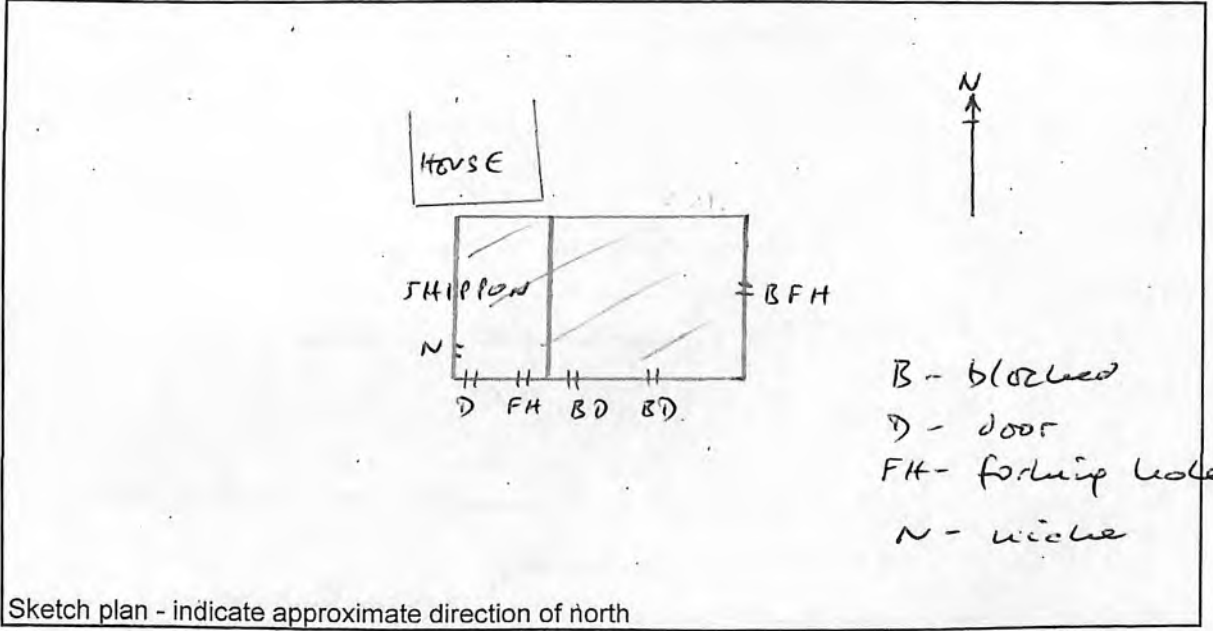 N
HOUSE
SHIPPON
BFH
N
D FH BD BD.
B - blocked
D - door
FH - forking hole
N - niche
Sketch plan - indicate approximate direction of north